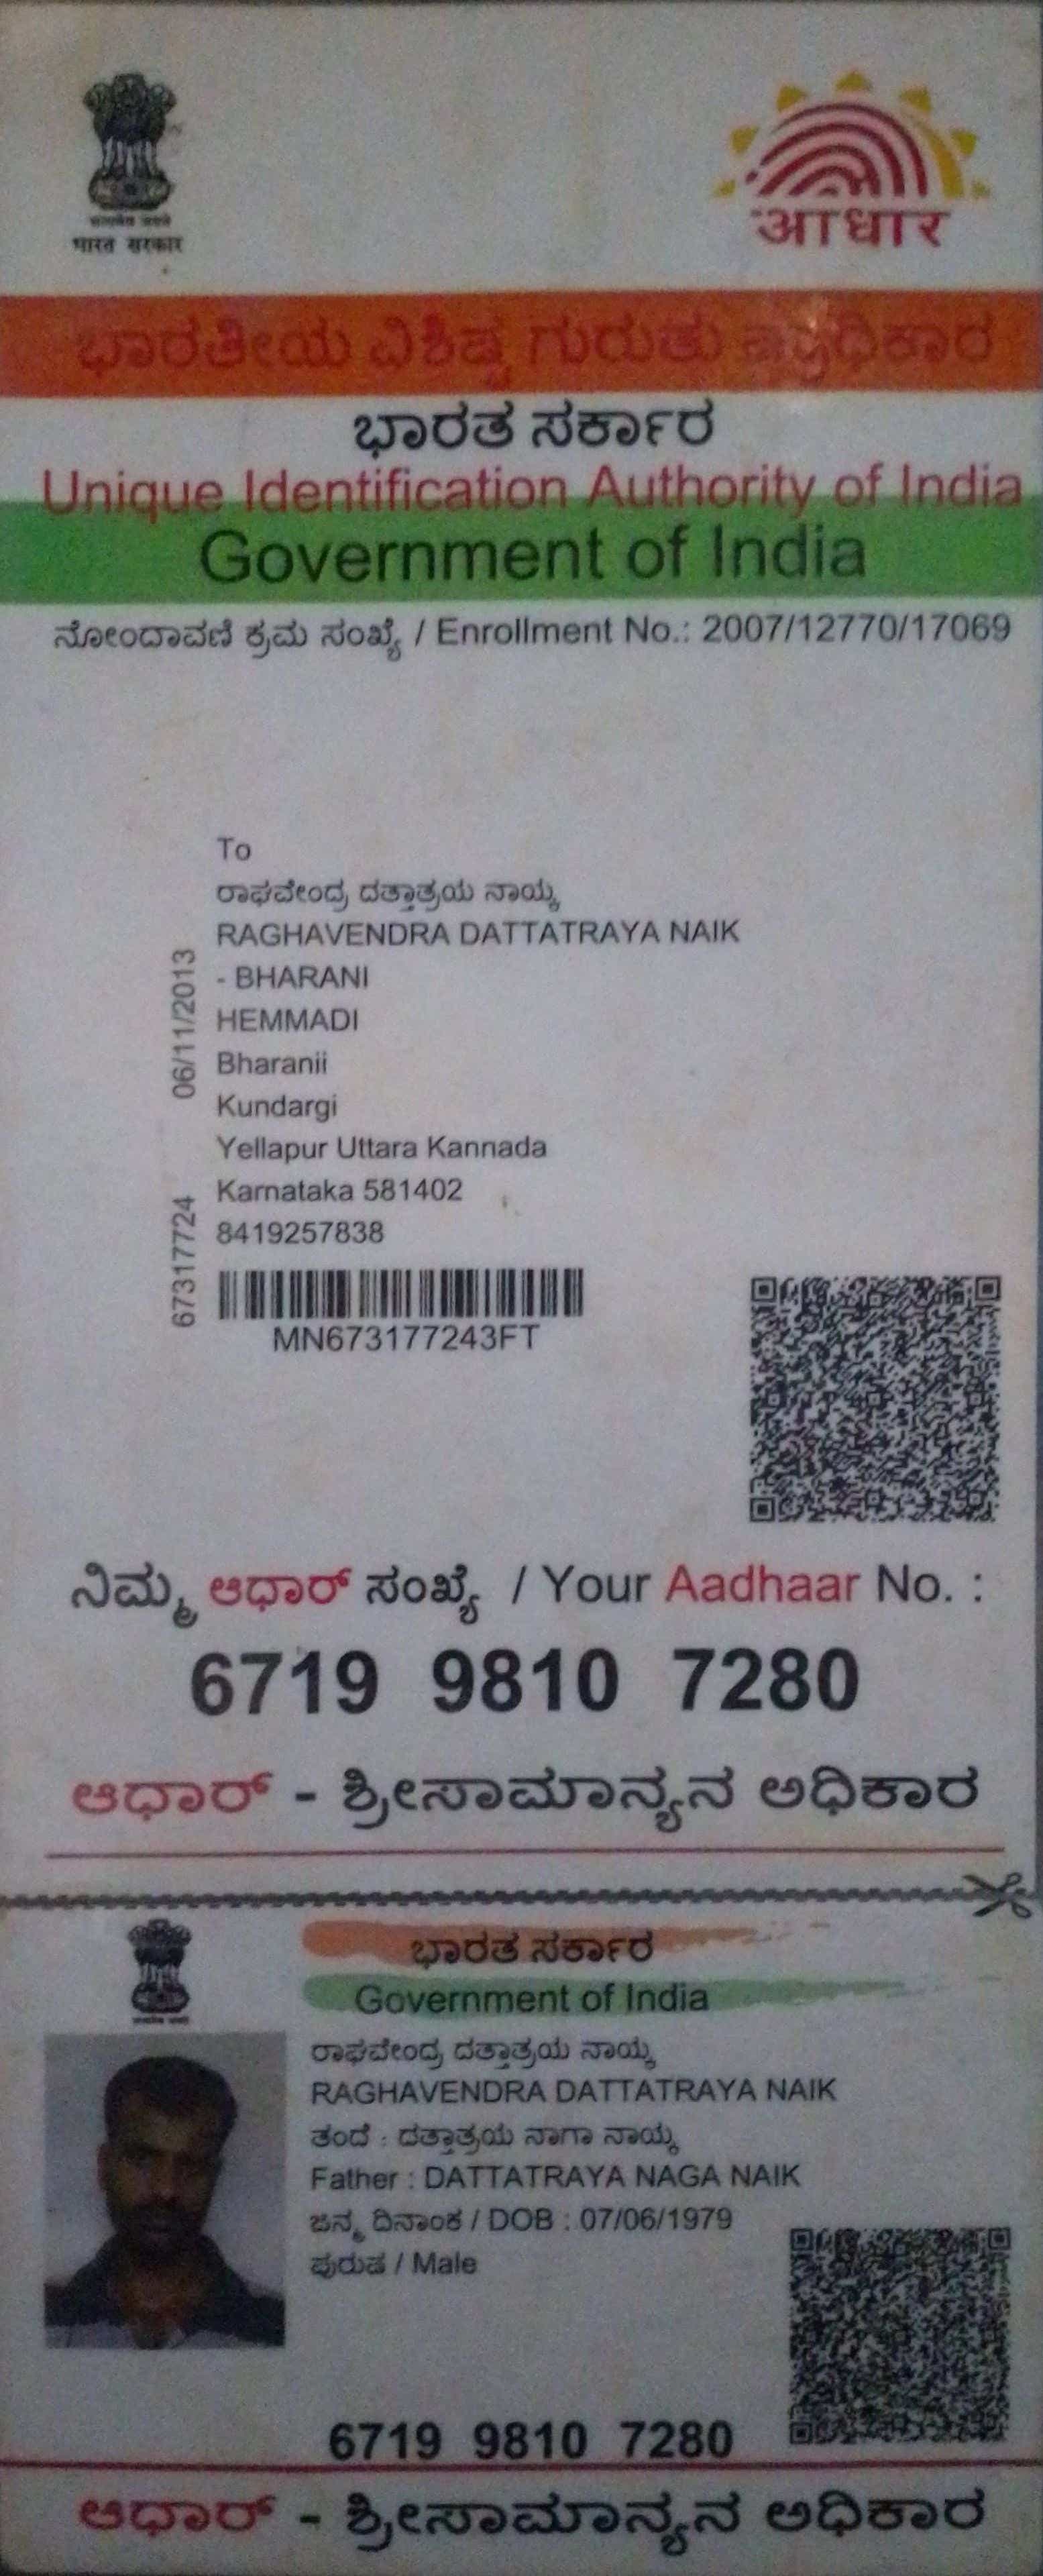 भारत सरकार
आधार
ಭಾರತೀಯ ವಿಶಿಷ್ಟ ಗುರುತು ಪ್ರಾಧಿಕಾರ
ಭಾರತ ಸರ್ಕಾರ
Unique Identification Authority of India
Government of India
ನೋಂದಾವಣೆ ಕ್ರಮ ಸಂಖ್ಯೆ / Enrollment No.: 2007/12770/17069
To
ರಾಘವೇಂದ್ರ ದತ್ತಾತ್ರಯ ನಾಯ್ಕ
RAGHAVENDRA DATTATRAYA NAIK
- BHARANI
HEMMADI
Bharanii
Kundargi
Yellapur Uttara Kannada
Karnataka 581402
8419257838
06/11/2013
67317724
MN673177243FT
ನಿಮ್ಮ ಆಧಾರ್ ಸಂಖ್ಯೆ / Your Aadhaar No. :
6719 9810 7280
ಆಧಾರ್ - ಶ್ರೀಸಾಮಾನ್ಯನ ಅಧಿಕಾರ
ಭಾರತ ಸರ್ಕಾರ
Government of India
ರಾಘವೇಂದ್ರ ದತ್ತಾತ್ರಯ ನಾಯ್ಕ
RAGHAVENDRA DATTATRAYA NAIK
ತಂದೆ : ದತ್ತಾತ್ರಯ ನಾಗಾ ನಾಯ್ಕ
Father : DATTATRAYA NAGA NAIK
ಜನ್ಮ ದಿನಾಂಕ / DOB : 07/06/1979
ಪುರುಷ / Male
6719 9810 7280
ಆಧಾರ್ - ಶ್ರೀಸಾಮಾನ್ಯನ ಅಧಿಕಾರ